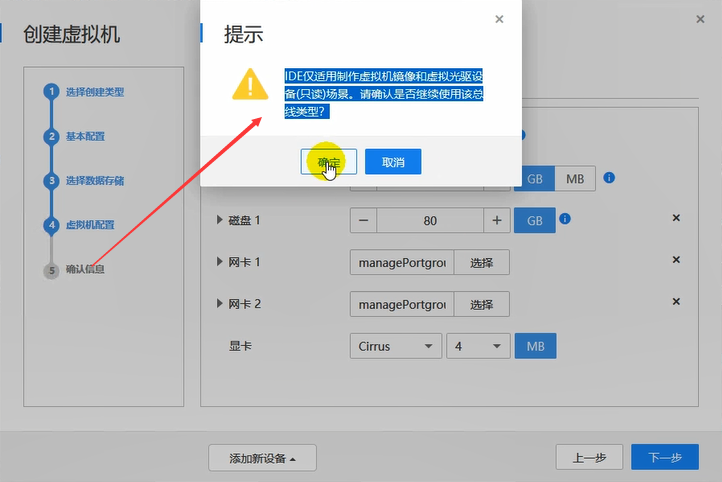 创建虚拟机
提示
IDE仅适用制作虚拟机镜像和虚拟光驱设
备(只读)场景。请确认是否继续使用该总
线类型?
确定
取消
1 选择创建类型
2 基本配置
3 选择数据存储
4 虚拟机配置
5 确认信息
GB MB
磁盘 1 80 GB
网卡 1 managePortgrou 选择
网卡 2 managePortgrou 选择
显卡 Cirrus 4 MB
添加新设备
上一步
下一步